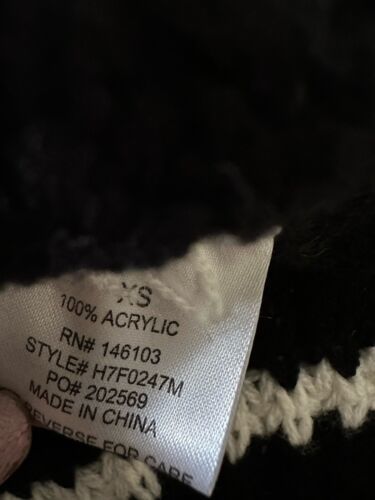 XS
100% ACRYLIC
RN# 146103
STYLE# H7F0247M
PO# 202569
MADE IN CHINA
REVERSE FOR CARE